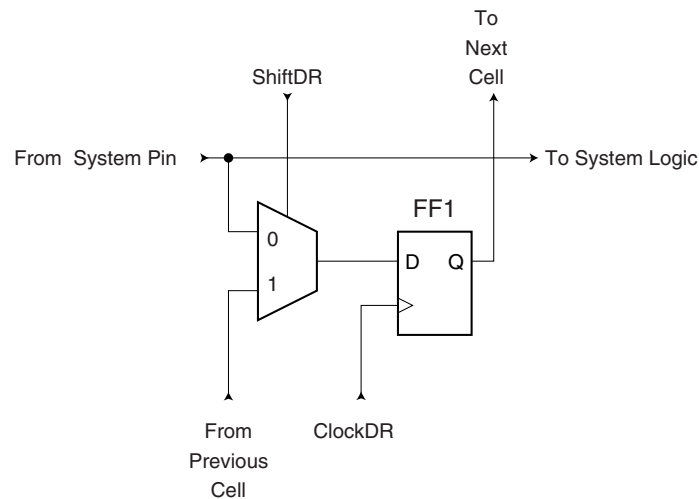 To
Next
Cell
ShiftDR
From System Pin
To System Logic
FF1
0
D Q
1
From
Previous
Cell
ClockDR